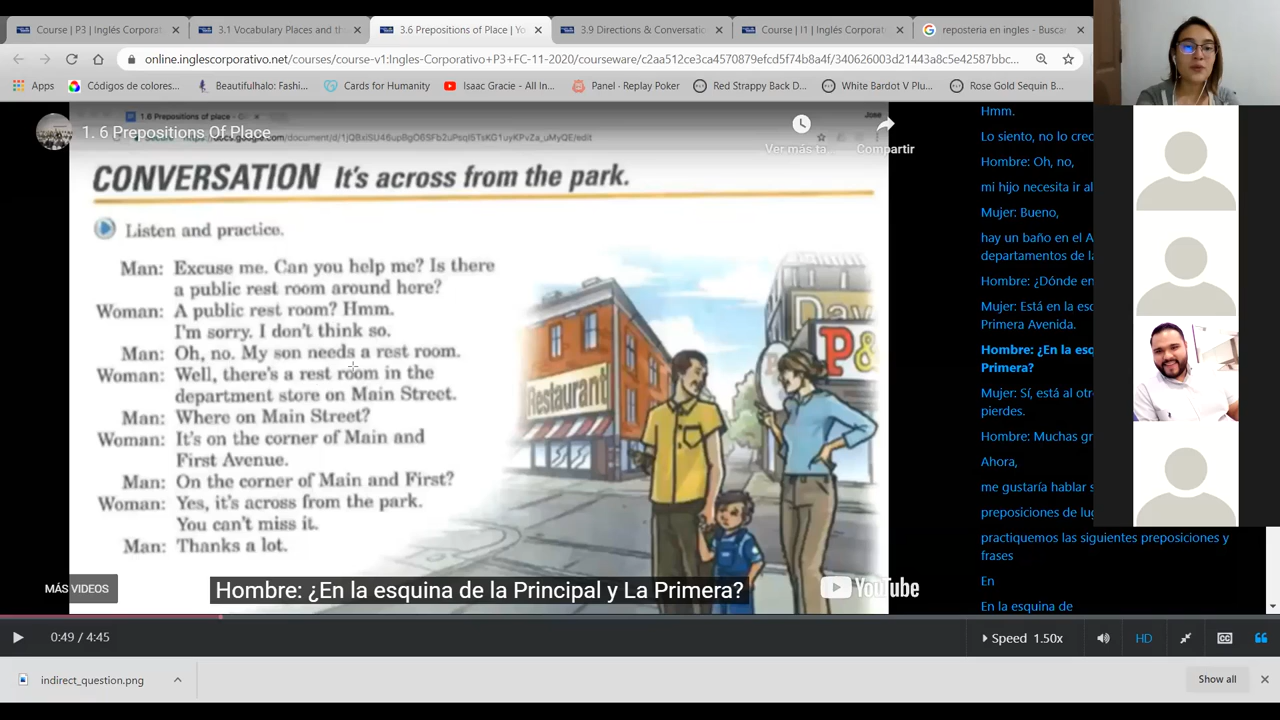 Course | P3 | Inglés Corporat
3.1 Vocabulary Places and th
3.6 Prepositions of Place | Yo
3.9 Directions & Conversatio
Course | I1 | Inglés Corporati
reposteria en ingles - Busca
online.inglescorporativo.net/courses/course-v1:Ingles-Corporativo+P3+FC-11-2020/courseware/
Apps
Códigos de colores...
Beautifulhalo: Fashio...
Cards for Humanity
Isaac Gracie - All In...
Panel - Replay Poker
Red Strappy Back D...
White Bardot V Plu...
Rose Gold Sequin B...
1. 6 Prepositions Of Place
Ver más ta...
Compartir
CONVERSATION It's across from the park.
Listen and practice.
Man: Excuse me. Can you help me? Is there
a public rest room around here?
Woman: A public rest room? Hmm.
I'm sorry. I don't think so.
Man: Oh, no. My son needs a rest room.
Woman: Well, there's a rest room in the
department store on Main Street.
Man: Where on Main Street?
Woman: It's on the corner of Main and
First Avenue.
Man: On the corner of Main and First?
Woman: Yes, it's across from the park.
You can't miss it.
Man: Thanks a lot.
Restaurant
Day
P&
MÁS VIDEOS
Hombre: ¿En la esquina de la Principal y La Primera?
YouTube
Hmm.
Lo siento, no lo crec
Hombre: Oh, no,
mi hijo necesita ir al
Mujer: Bueno,
hay un baño en el A
departamentos de la
Hombre: ¿Dónde en
Mujer: Está en la esq
Primera Avenida.
Hombre: ¿En la esq
Primera?
Mujer: Sí, está al otr
pierdes.
Hombre: Muchas gr
Ahora,
me gustaría hablar s
preposiciones de lug
practiquemos las siguientes preposiciones y
frases
En
En la esquina de
0:49 / 4:45
Speed 1.50x
HD
CC
indirect_question.png
Show all